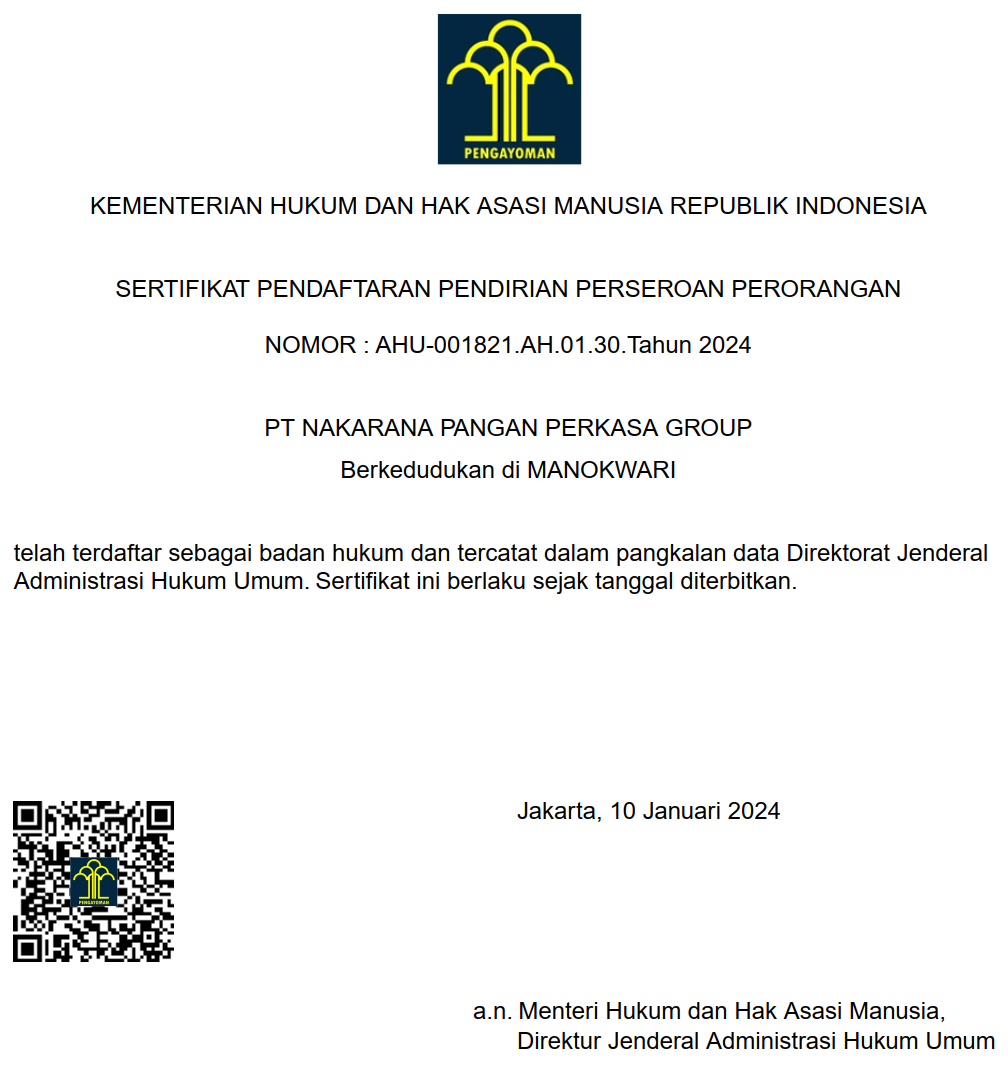 PENGAYOMAN
KEMENTERIAN HUKUM DAN HAK ASASI MANUSIA REPUBLIK INDONESIA
SERTIFIKAT PENDAFTARAN PENDIRIAN PERSEROAN PERORANGAN
NOMOR : AHU-001821.AH.01.30.Tahun 2024
PT NAKARANA PANGAN PERKASA GROUP
Berkedudukan di MANOKWARI
telah terdaftar sebagai badan hukum dan tercatat dalam pangkalan data Direktorat Jenderal
Administrasi Hukum Umum. Sertifikat ini berlaku sejak tanggal diterbitkan.
Jakarta, 10 Januari 2024
PENGAYOMAN
a.n. Menteri Hukum dan Hak Asasi Manusia,
Direktur Jenderal Administrasi Hukum Umum